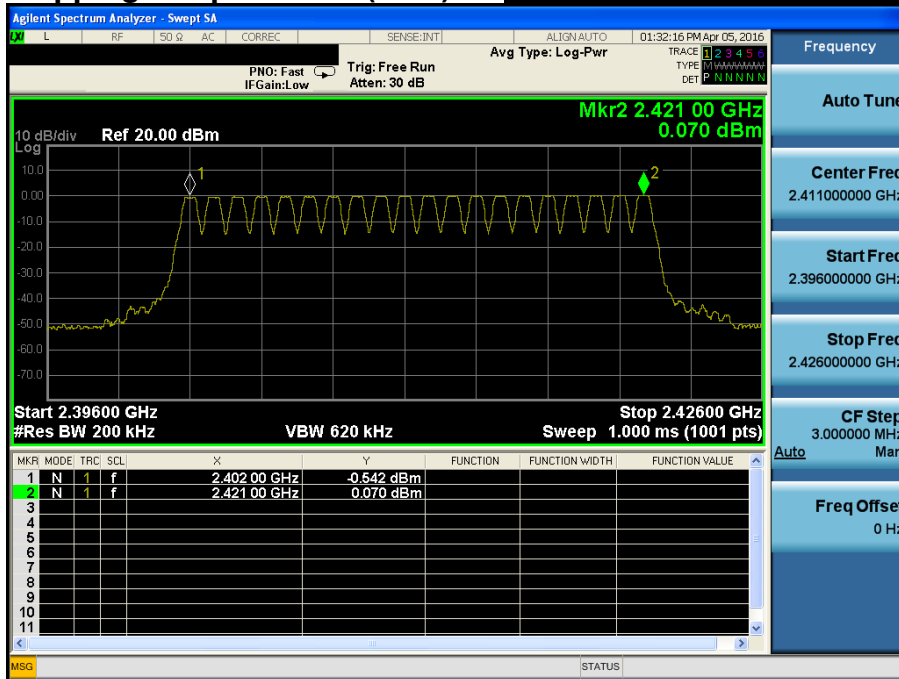 Agilent Spectrum Analyzer - Swept SA
LXI L RF 50 Ω AC CORREC SENSE:INT ALIGN AUTO 01:32:16 PM Apr 05, 2016
Frequency
Avg Type: Log-Pwr
TRACE 1 2 3 4 5 6
PNO: Fast Trig: Free Run
TYPE M WWWWW
IFGain:Low Atten: 30 dB
DET P N N N N N
Auto Tune
Mkr2 2.421 00 GHz
10 dB/div Ref 20.00 dBm 0.070 dBm
Log
10.0
0.00
-10.0
-20.0
-30.0
-40.0
-50.0
-60.0
-70.0
1
2
Center Freq
2.411000000 GHz
Start Freq
2.396000000 GHz
Stop Freq
2.426000000 GHz
Start 2.39600 GHz Stop 2.42600 GHz
#Res BW 200 kHz VBW 620 kHz Sweep 1.000 ms (1001 pts)
CF Step
3.000000 MHz
Auto Man
MKR MODE TRC SCL X Y FUNCTION FUNCTION WIDTH FUNCTION VALUE
1 N 1 f 2.402 00 GHz -0.542 dBm
2 N 1 f 2.421 00 GHz 0.070 dBm
3
4
5
6
7
8
9
10
11
Freq Offset
0 Hz
MSG STATUS